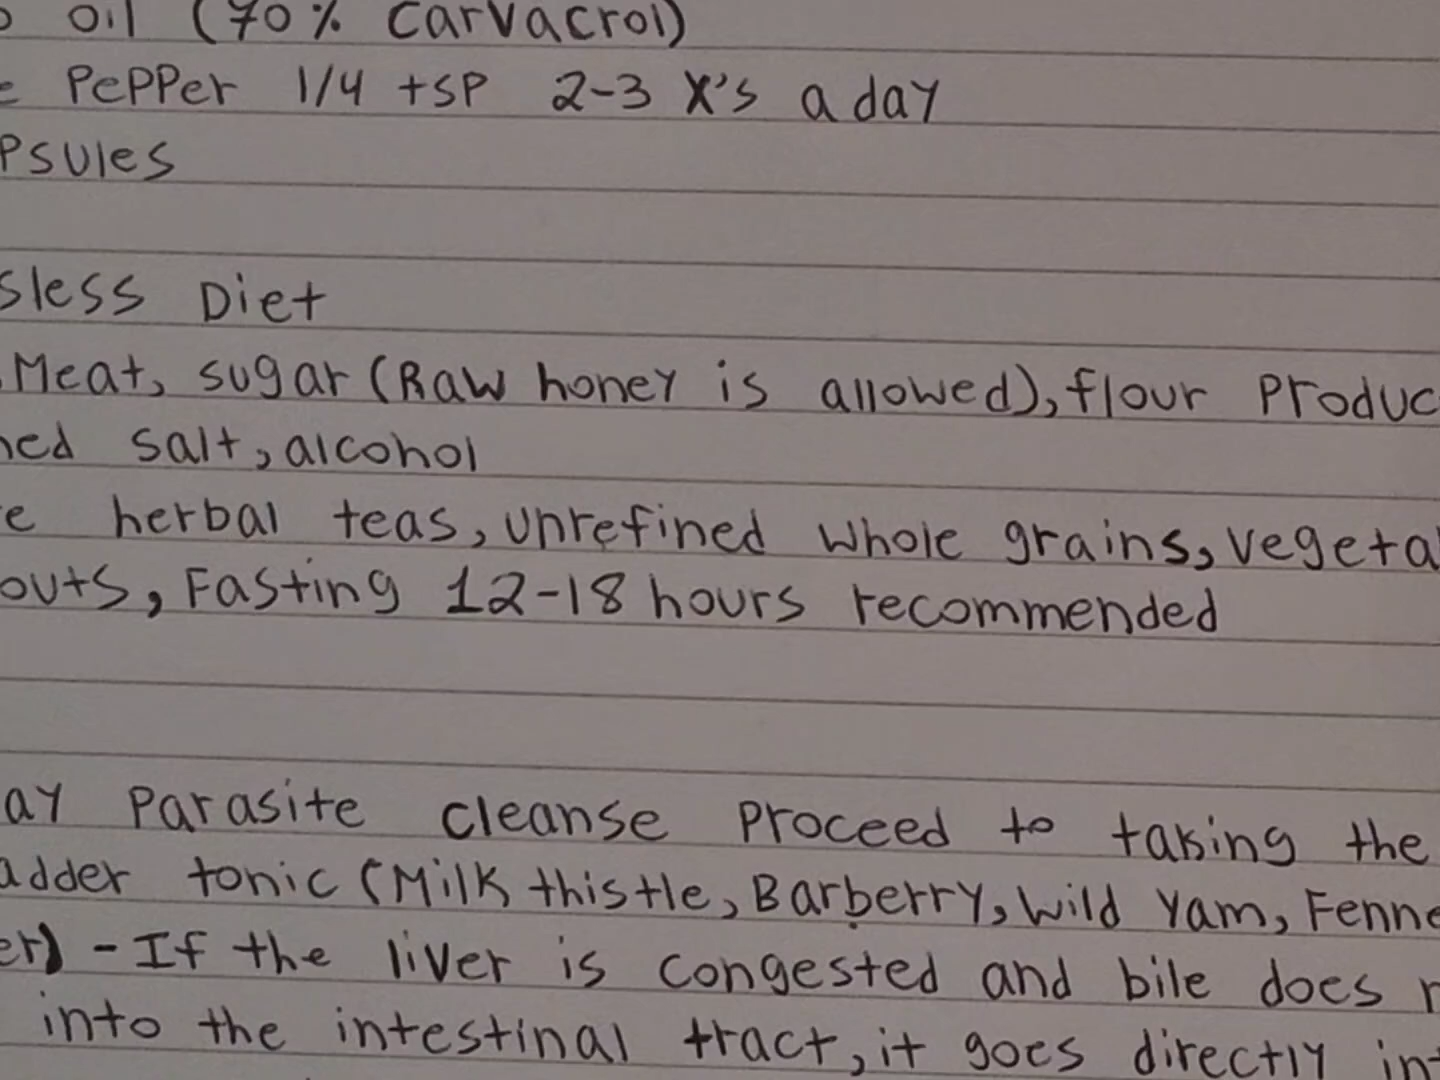 oil (70% Carvacrol)
Pepper 1/4 tsp 2-3 x's a day
psules
sless Diet
Meat, sugar (Raw honey is allowed), flour Produc
ned salt, alcohol
e herbal teas, unrefined whole grains, vegeta
outs, Fasting 12-18 hours recommended
ay Parasite cleanse Proceed to taking the
adder tonic (Milk thistle, Barberry, Wild Yam, Fenne
er) - If the liver is congested and bile does n
into the intestinal tract, it goes directly int